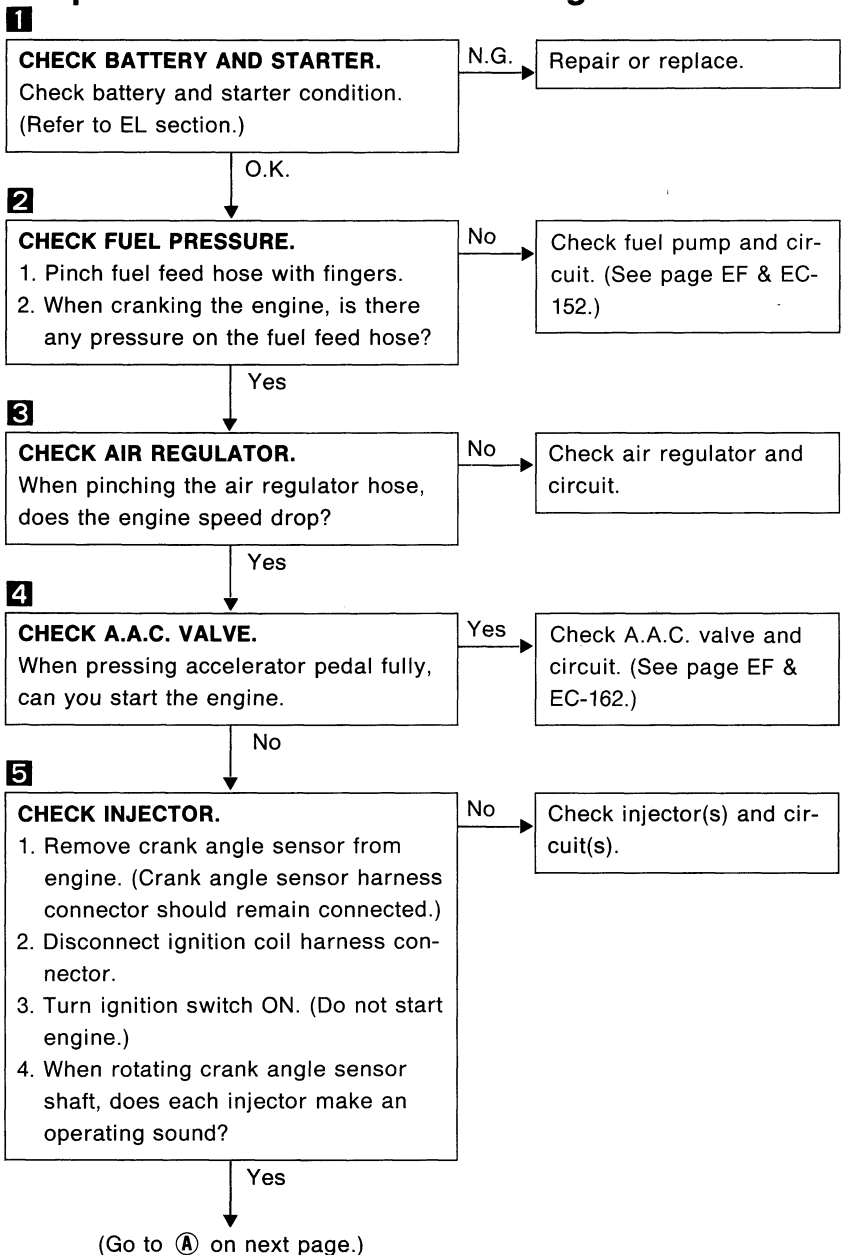 1
CHECK BATTERY AND STARTER.
Check battery and starter condition.
(Refer to EL section.)
N.G.
Repair or replace.
O.K.
2
CHECK FUEL PRESSURE.
1. Pinch fuel feed hose with fingers.
2. When cranking the engine, is there
any pressure on the fuel feed hose?
No
Check fuel pump and cir-
cuit. (See page EF & EC-
152.)
Yes
3
CHECK AIR REGULATOR.
When pinching the air regulator hose,
does the engine speed drop?
No
Check air regulator and
circuit.
Yes
4
CHECK A.A.C. VALVE.
When pressing accelerator pedal fully,
can you start the engine.
Yes
Check A.A.C. valve and
circuit. (See page EF &
EC-162.)
No
5
CHECK INJECTOR.
1. Remove crank angle sensor from
engine. (Crank angle sensor harness
connector should remain connected.)
2. Disconnect ignition coil harness con-
nector.
3. Turn ignition switch ON. (Do not start
engine.)
4. When rotating crank angle sensor
shaft, does each injector make an
operating sound?
No
Check injector(s) and cir-
cuit(s).
Yes
(Go to Ⓐ on next page.)